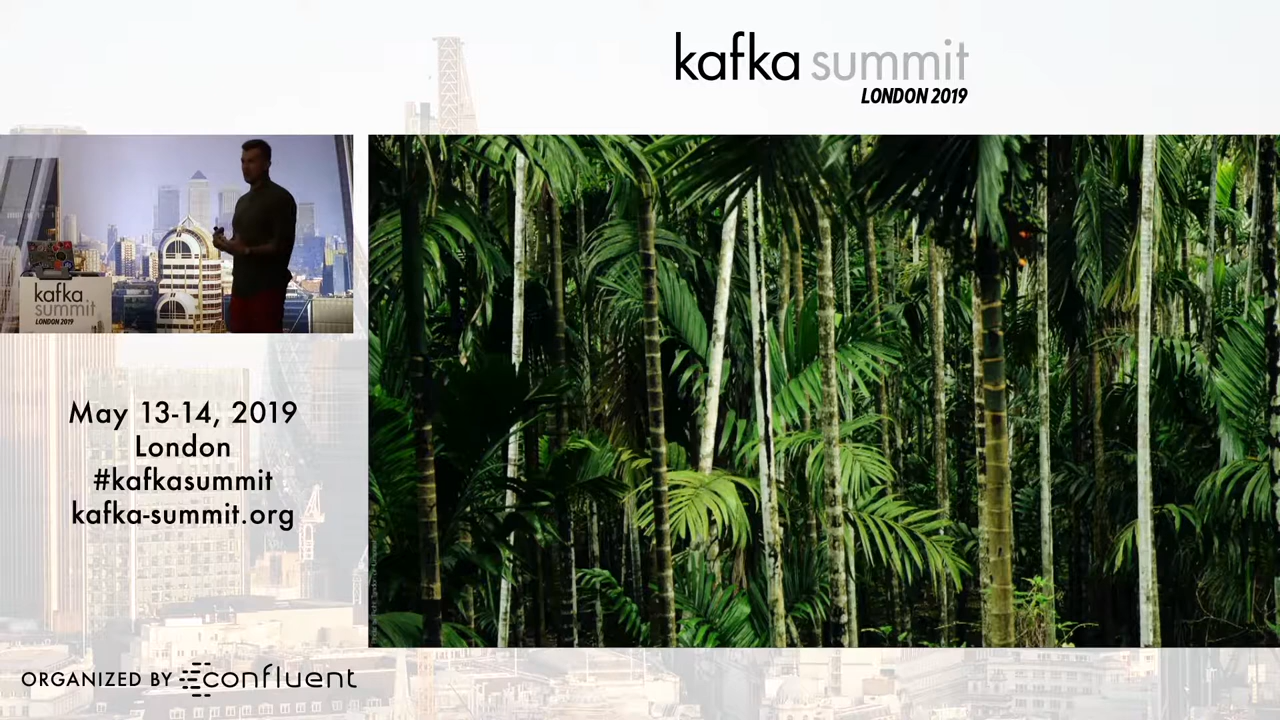 kafka summit
LONDON 2019
kafka
summit
LONDON 2019
May 13-14, 2019
London
#kafkasummit
kafka-summit.org
ORGANIZED BY confluent